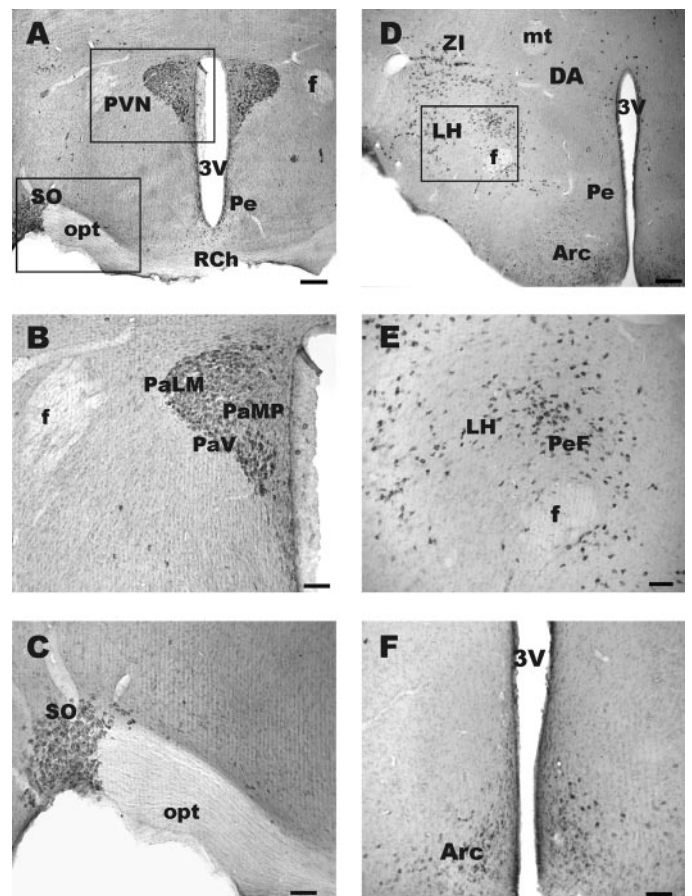 A
PVN
f
3V
SO
Pe
opt
RCh
D
ZI
mt
DA
3V
LH
f
Pe
Arc
B
PaLM
f
PaMP
PaV
E
LH
PeF
f
C
SO
opt
F
3V
Arc